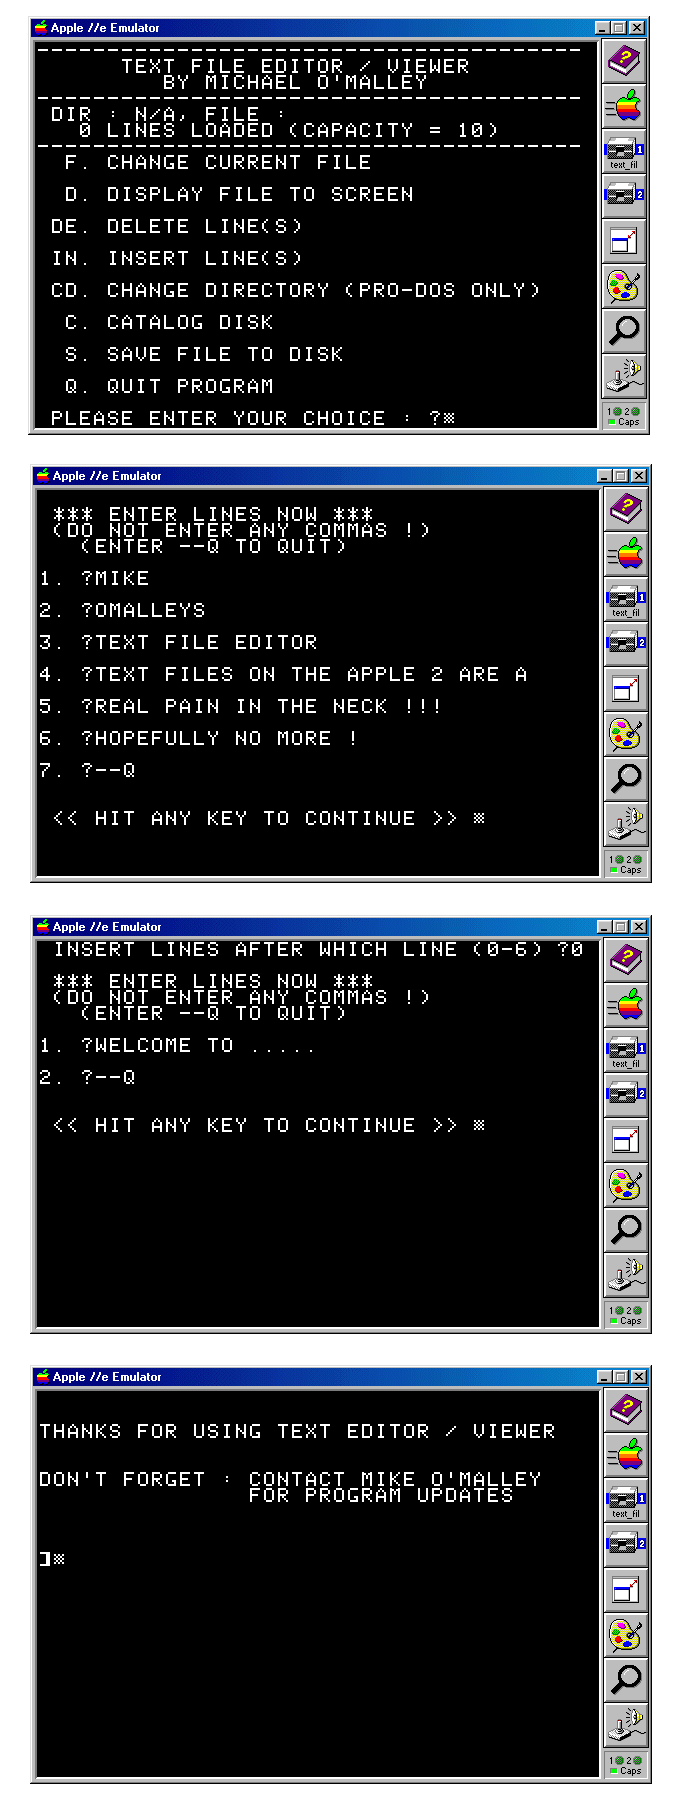 Apple //e Emulator
TEXT FILE EDITOR / VIEWER
BY MICHAEL O'MALLEY
DIR : N/A, FILE :
0 LINES LOADED (CAPACITY = 10)
F. CHANGE CURRENT FILE
D. DISPLAY FILE TO SCREEN
DE. DELETE LINE(S)
IN. INSERT LINE(S)
CD. CHANGE DIRECTORY (PRO-DOS ONLY)
C. CATALOG DISK
S. SAVE FILE TO DISK
Q. QUIT PROGRAM
PLEASE ENTER YOUR CHOICE : ?
?
1
text_fil
2
1 2
Caps
Apple //e Emulator
*** ENTER LINES NOW ***
(DO NOT ENTER ANY COMMAS !)
(ENTER --Q TO QUIT)
1. ?MIKE
2. ?OMALLEYS
3. ?TEXT FILE EDITOR
4. ?TEXT FILES ON THE APPLE 2 ARE A
5. ?REAL PAIN IN THE NECK !!!
6. ?HOPEFULLY NO MORE !
7. ?--Q
<< HIT ANY KEY TO CONTINUE >>
?
1
text_fil
2
1 2
Caps
Apple //e Emulator
INSERT LINES AFTER WHICH LINE (0-6) ?0
*** ENTER LINES NOW ***
(DO NOT ENTER ANY COMMAS !)
(ENTER --Q TO QUIT)
1. ?WELCOME TO .....
2. ?--Q
<< HIT ANY KEY TO CONTINUE >>
?
1
text_fil
2
1 2
Caps
Apple //e Emulator
THANKS FOR USING TEXT EDITOR / VIEWER
DON'T FORGET : CONTACT MIKE O'MALLEY
FOR PROGRAM UPDATES
]
?
1
text_fil
2
1 2
Caps